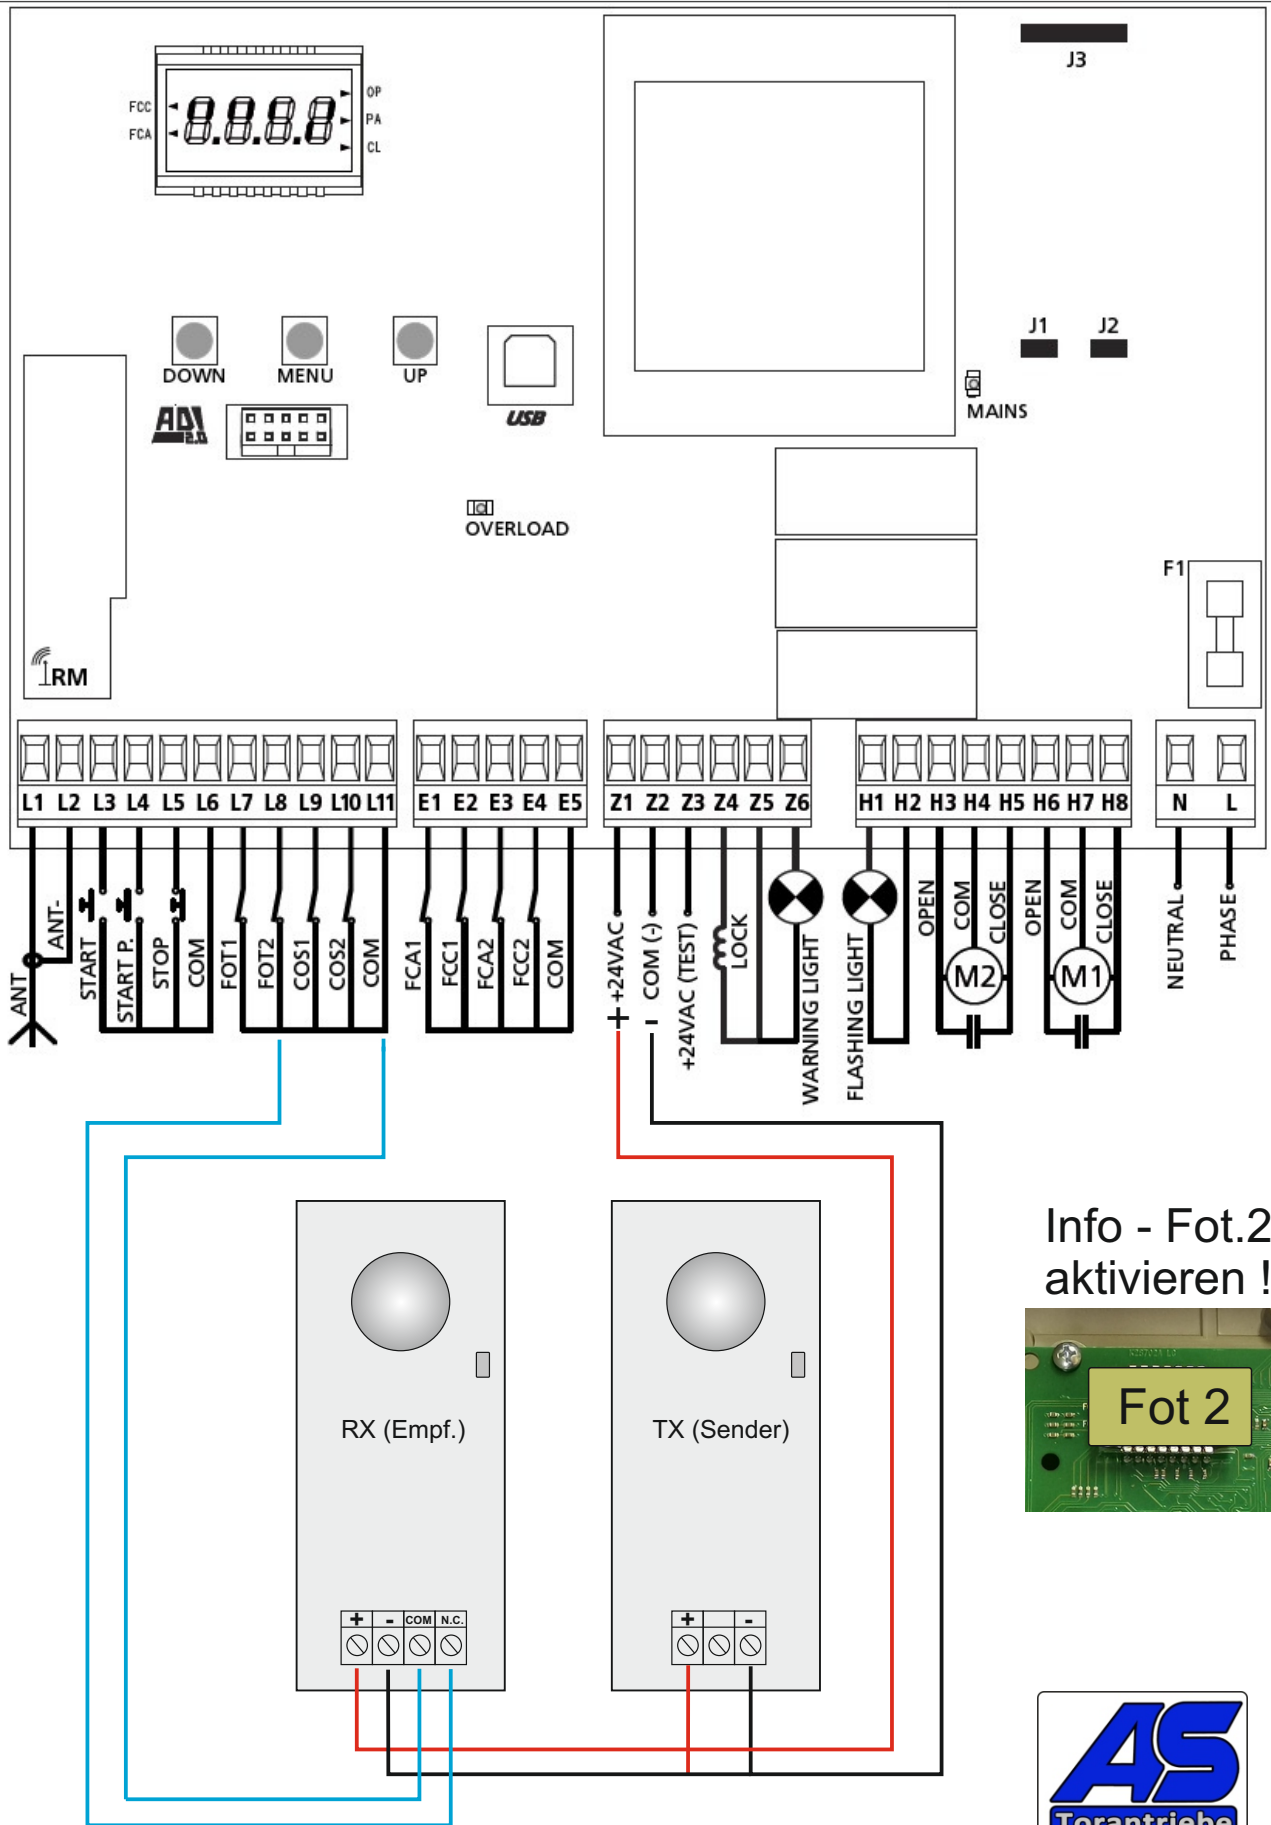 J3
FCC
FCA
OP
PA
CL
DOWN
MENU
UP
USB
J1
J2
MAINS
ADI
2.0
OVERLOAD
F1
RM
L1 L2 L3 L4 L5 L6 L7 L8 L9 L10 L11
E1 E2 E3 E4 E5
Z1 Z2 Z3 Z4 Z5 Z6
H1 H2 H3 H4 H5 H6 H7 H8
N L
ANT
ANT-
START
START P.
STOP
COM
FOT1
FOT2
COS1
COS2
COM
FCA1
FCC1
FCA2
FCC2
COM
+24VAC
+
COM (-)
-
+24VAC (TEST)
LOCK
WARNING LIGHT
FLASHING LIGHT
OPEN
COM
CLOSE
M2
OPEN
COM
CLOSE
M1
NEUTRAL
PHASE
Info - Fot.2
aktivieren !
Fot 2
RX (Empf.)
TX (Sender)
+ - COM N.C.
+ -
AS
Torantriebe